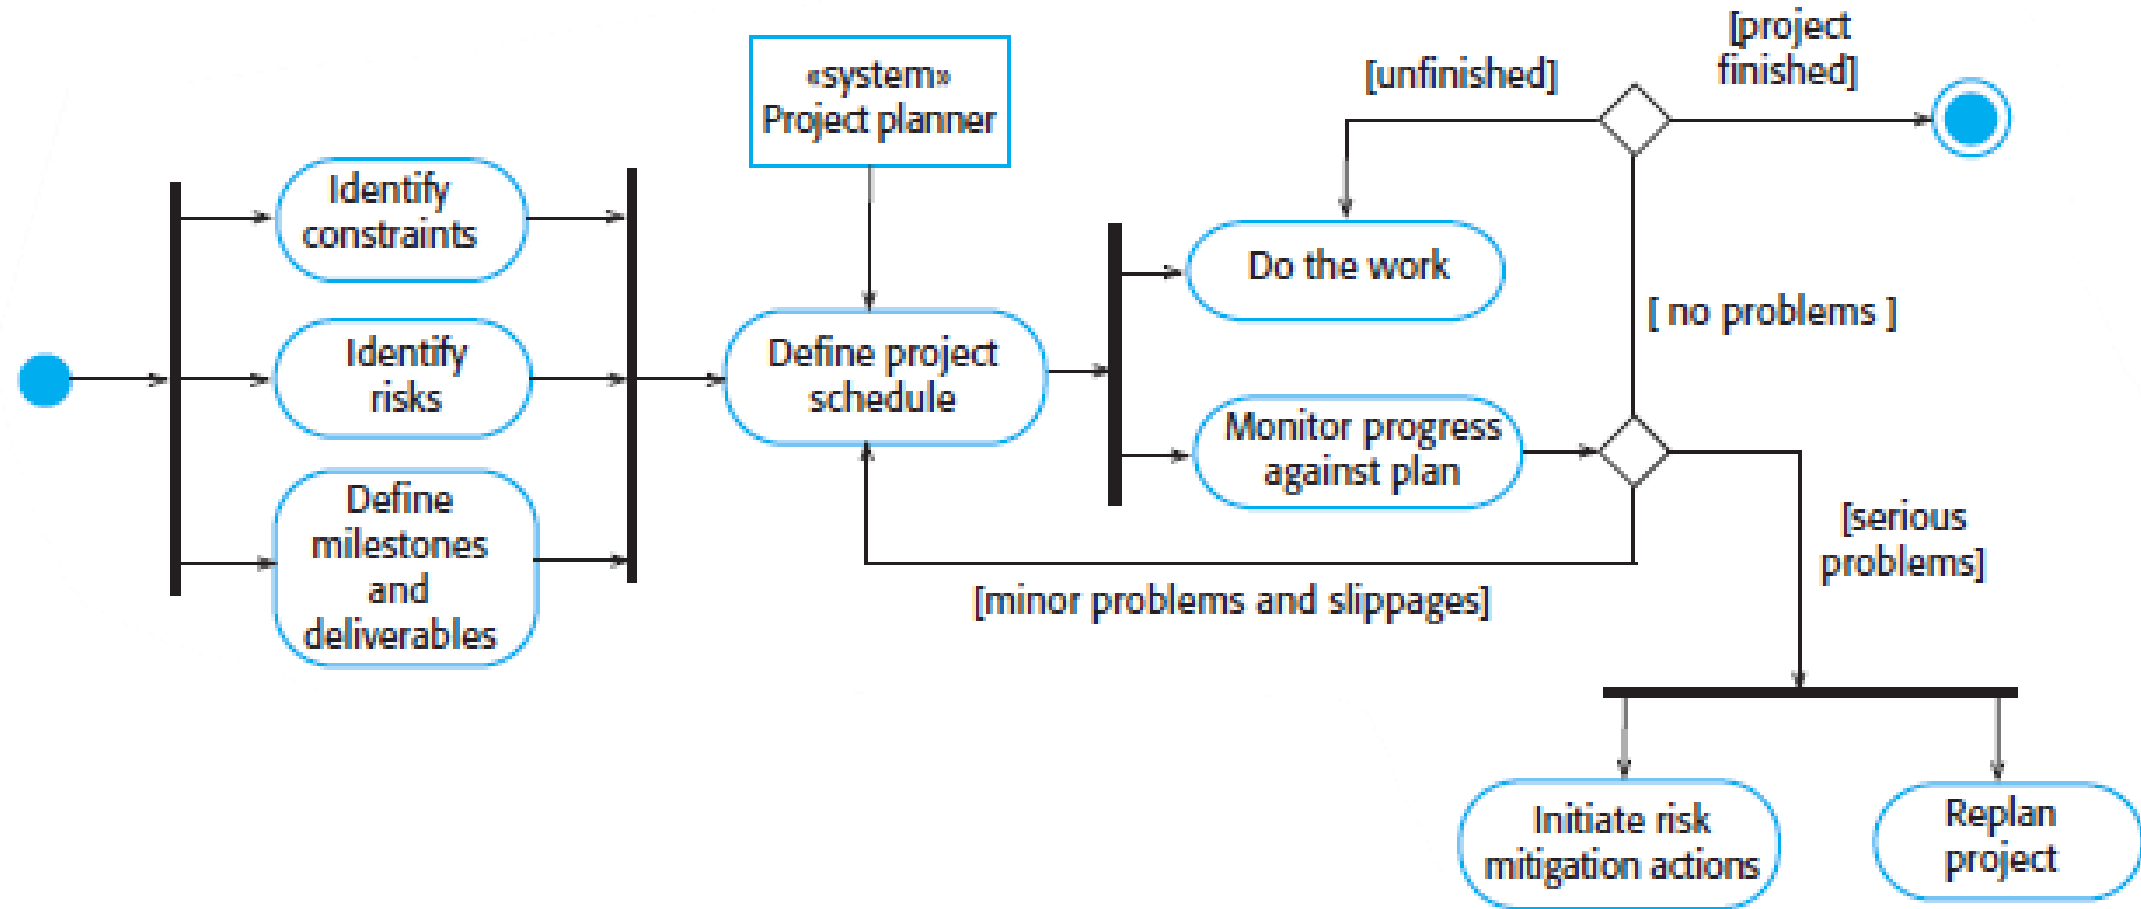 Identify
constraints
Identify
risks
Define
milestones
and
deliverables
«system»
Project planner
Define project
schedule
[unfinished]
[project
finished]
Do the work
[ no problems ]
Monitor progress
against plan
[minor problems and slippages]
[serious
problems]
Initiate risk
mitigation actions
Replan
project